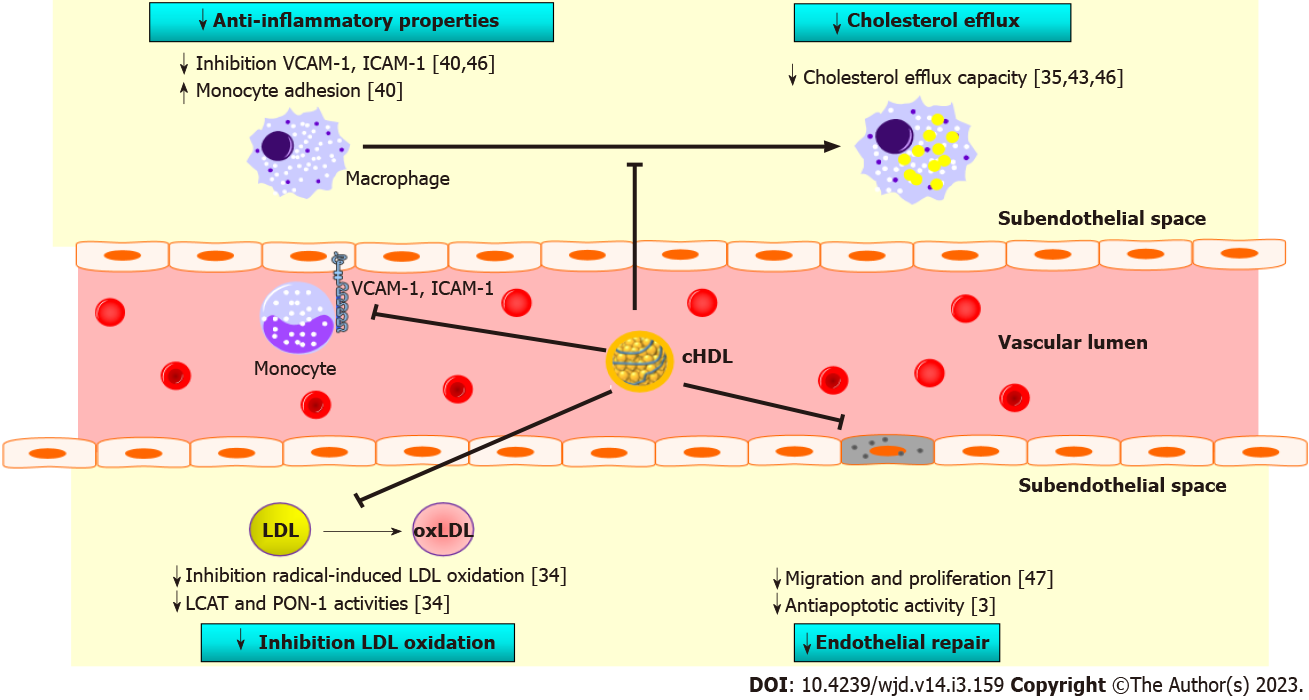 ↓ Anti-inflammatory properties
↓ Cholesterol efflux
↓ Inhibition VCAM-1, ICAM-1 [40,46]
↑ Monocyte adhesion [40]
↓ Cholesterol efflux capacity [35,43,46]
Macrophage
Subendothelial space
VCAM-1, ICAM-1
Monocyte
cHDL
Vascular lumen
Subendothelial space
LDL
oxLDL
↓ Inhibition radical-induced LDL oxidation [34]
↓ LCAT and PON-1 activities [34]
↓ Inhibition LDL oxidation
↓ Migration and proliferation [47]
↓ Antiapoptotic activity [3]
↓ Endothelial repair
DOI: 10.4239/wjd.v14.i3.159 Copyright ©The Author(s) 2023.